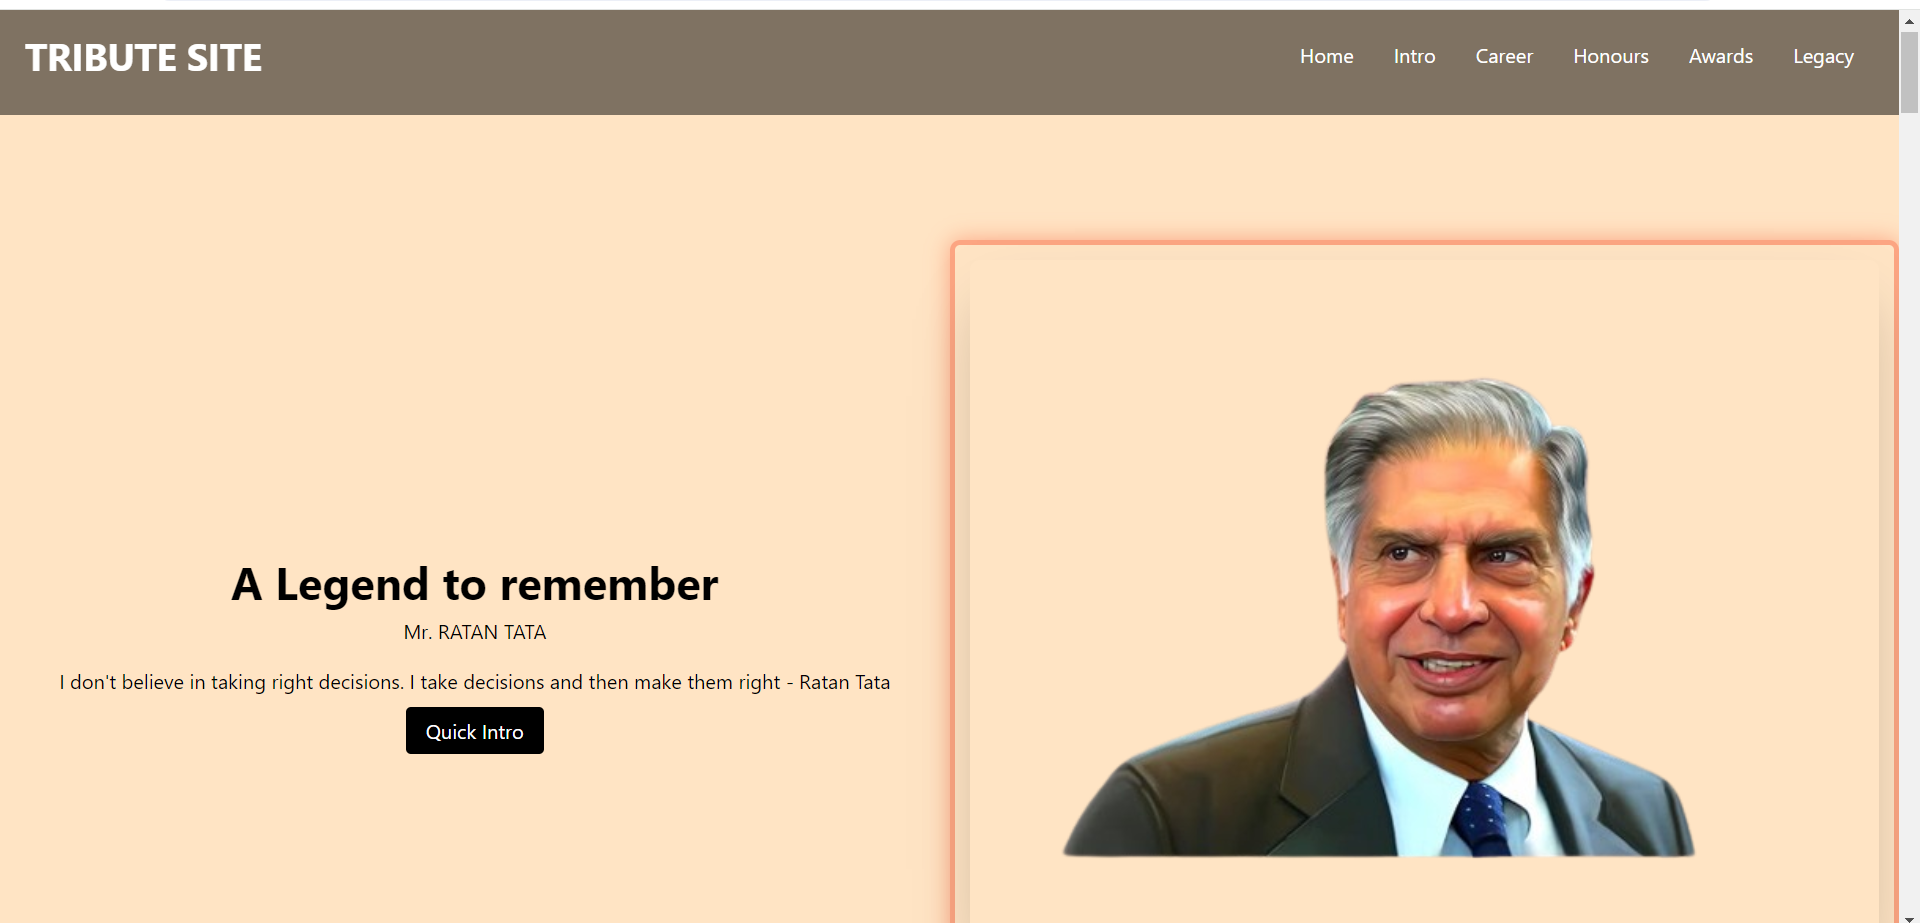 TRIBUTE SITE
Home Intro Career Honours Awards Legacy
A Legend to remember
Mr. RATAN TATA
I don't believe in taking right decisions. I take decisions and then make them right - Ratan Tata
Quick Intro